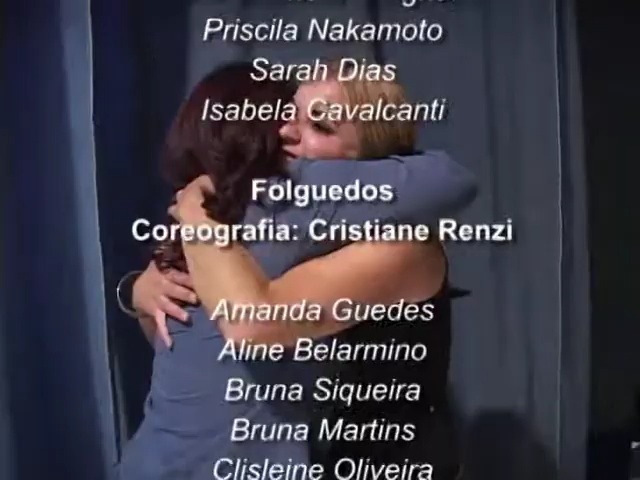 Priscila Nakamoto
Sarah Dias
Isabela Cavalcanti
Folguedos
Coreografia: Cristiane Renzi
Amanda Guedes
Aline Belarmino
Bruna Siqueira
Bruna Martins
Clisleine Oliveira